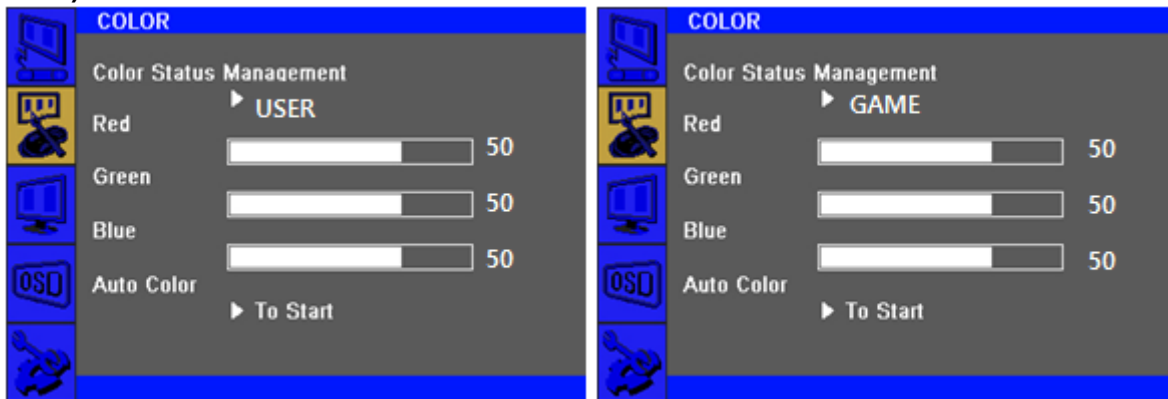 COLOR
Color Status Management
USER
Red
50
Green
50
Blue
50
Auto Color
To Start
OSD
COLOR
Color Status Management
GAME
Red
50
Green
50
Blue
50
Auto Color
To Start
OSD